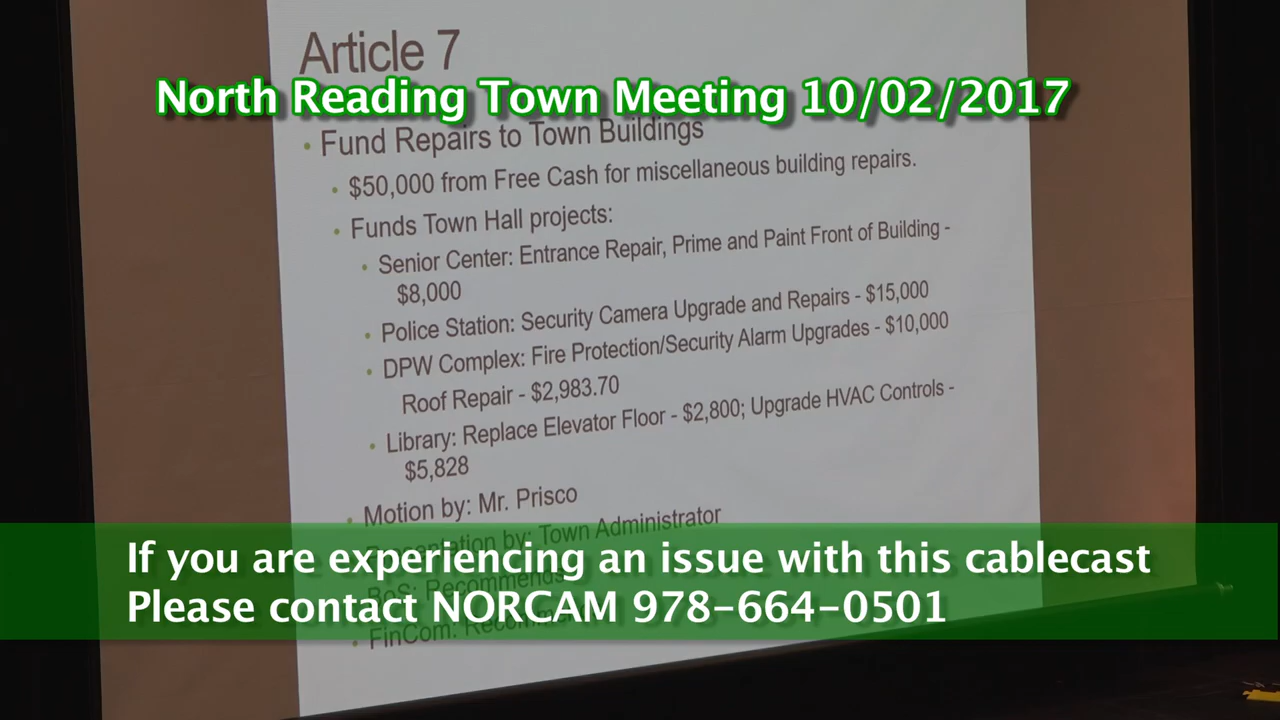 Article 7
North Reading Town Meeting 10/02/2017
• Fund Repairs to Town Buildings
• $50,000 from Free Cash for miscellaneous building repairs.
• Funds Town Hall projects:
• Senior Center: Entrance Repair, Prime and Paint Front of Building -
$8,000
• Police Station: Security Camera Upgrade and Repairs - $15,000
• DPW Complex: Fire Protection/Security Alarm Upgrades - $10,000
Roof Repair - $2,983.70
• Library: Replace Elevator Floor - $2,800; Upgrade HVAC Controls -
$5,828
• Motion by: Mr. Prisco
Presentation by: Town Administrator
If you are experiencing an issue with this cablecast
BoS: Recommends
Please contact NORCAM 978-664-0501
• FinCom: